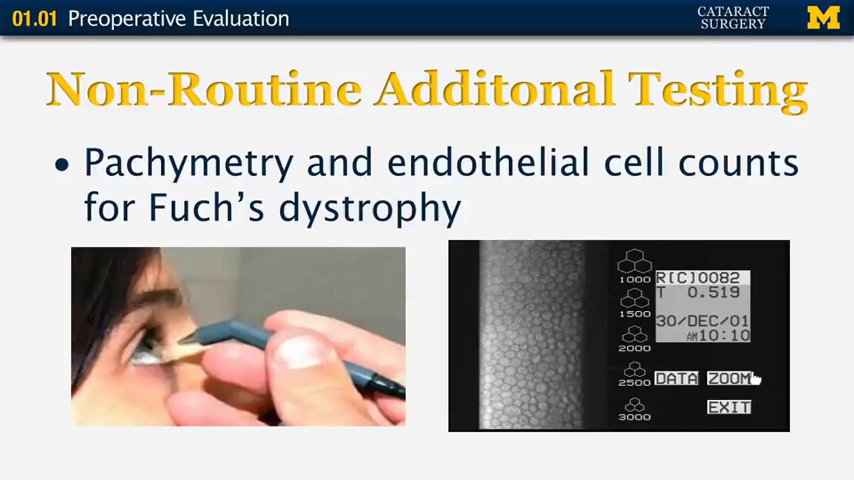 01.01 Preoperative Evaluation
CATARACT
SURGERY
M
Non-Routine Additonal Testing
• Pachymetry and endothelial cell counts
for Fuch's dystrophy
1000
1500
2000
2500
3000
R[C]0082
T 0.519
30/DEC/01
AM10:10
DATA ZOOM
EXIT